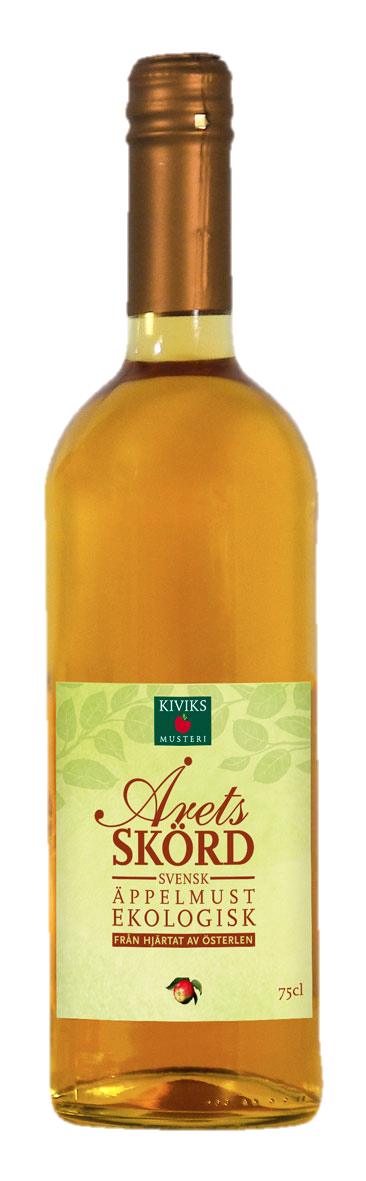 KIVIKS
MUSTERI
Årets
SKÖRD
SVENSK
ÄPPELMUST
EKOLOGISK
FRÅN HJÄRTAT AV ÖSTERLEN
75cl